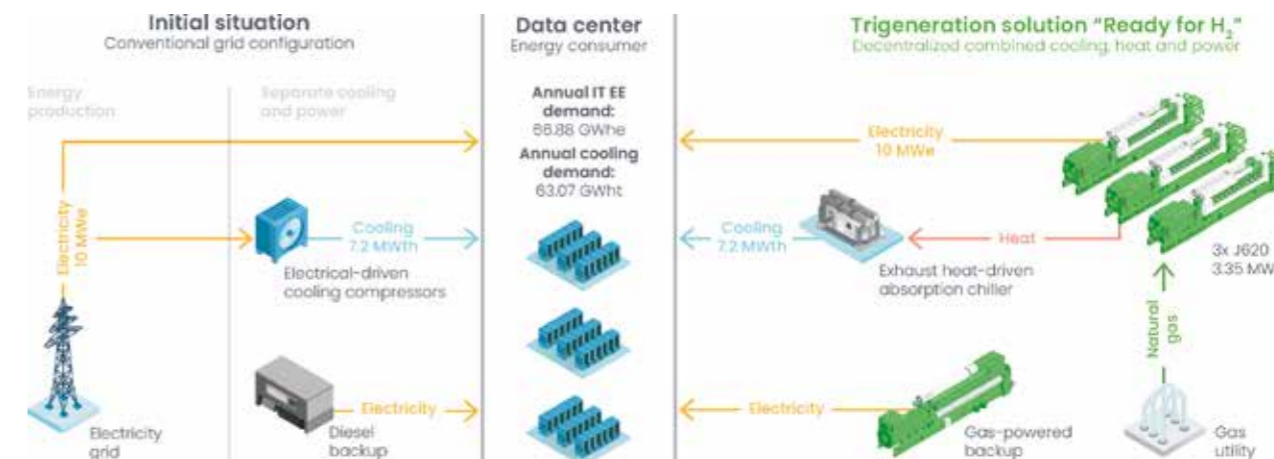 Initial situation
Conventional grid configuration
Energy
production
Separate cooling
and power
Electricity
10 MWe
Cooling
7.2 MWth
Electrical-driven
cooling compressors
Electricity
Electricity
grid
Diesel
backup
Data center
Energy consumer
Annual IT EE
demand:
66.88 GWhe
Annual cooling
demand:
63.07 GWht
Trigeneration solution “Ready for H₂”
Decentralized combined cooling, heat and power
Electricity
10 MWe
Cooling
7.2 MWth
Heat
Exhaust heat-driven
absorption chiller
3x J620
3.35 MW
Natural
gas
Electricity
Gas-powered
backup
Gas
utility